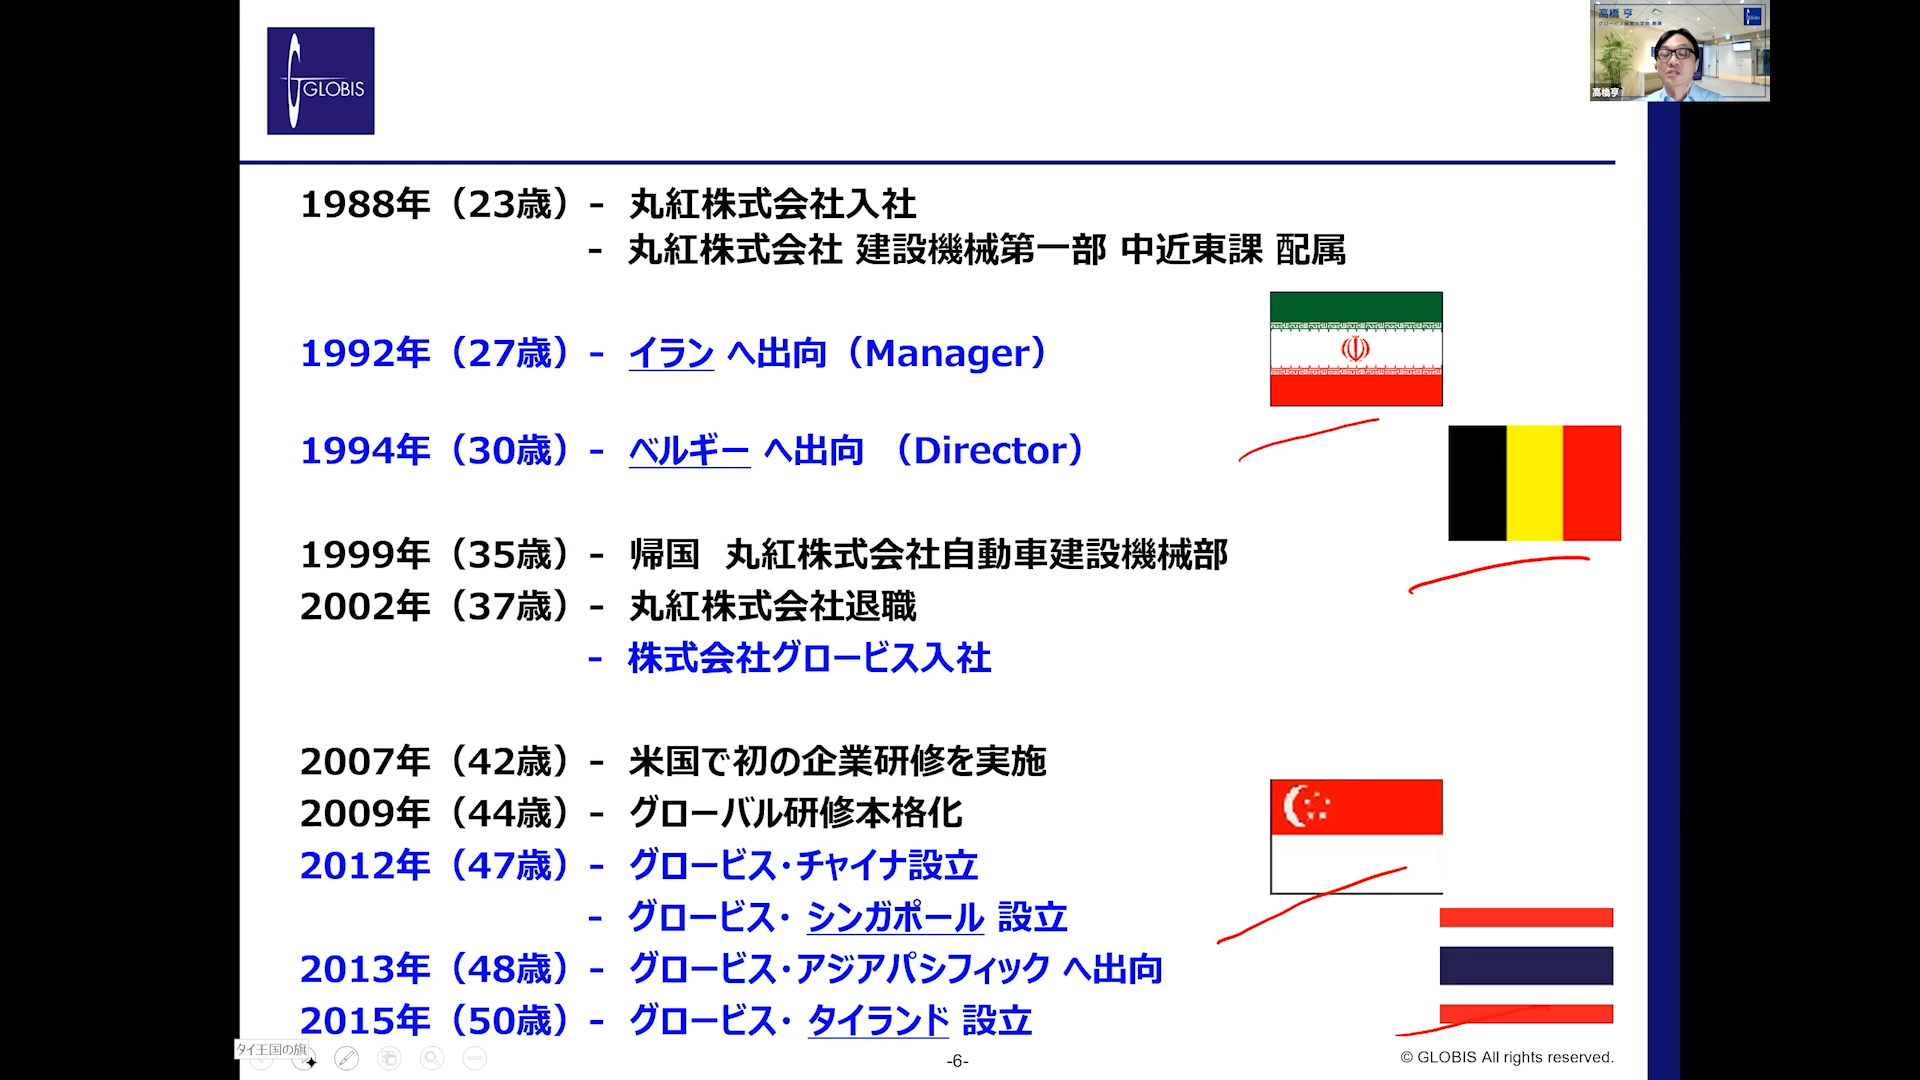 GLOBIS
高橋 亨
高橋亨
1988年（23歳）- 丸紅株式会社入社
- 丸紅株式会社 建設機械第一部 中近東課 配属
1992年（27歳）- イラン へ出向（Manager）
1994年（30歳）- ベルギー へ出向 （Director）
1999年（35歳）- 帰国 丸紅株式会社自動車建設機械部
2002年（37歳）- 丸紅株式会社退職
- 株式会社グロービス入社
2007年（42歳）- 米国で初の企業研修を実施
2009年（44歳）- グローバル研修本格化
2012年（47歳）- グロービス・チャイナ設立
- グロービス・ シンガポール 設立
2013年（48歳）- グロービス・アジアパシフィック へ出向
2015年（50歳）- グロービス・ タイランド 設立
タイ王国の旗
-6-
© GLOBIS All rights reserved.